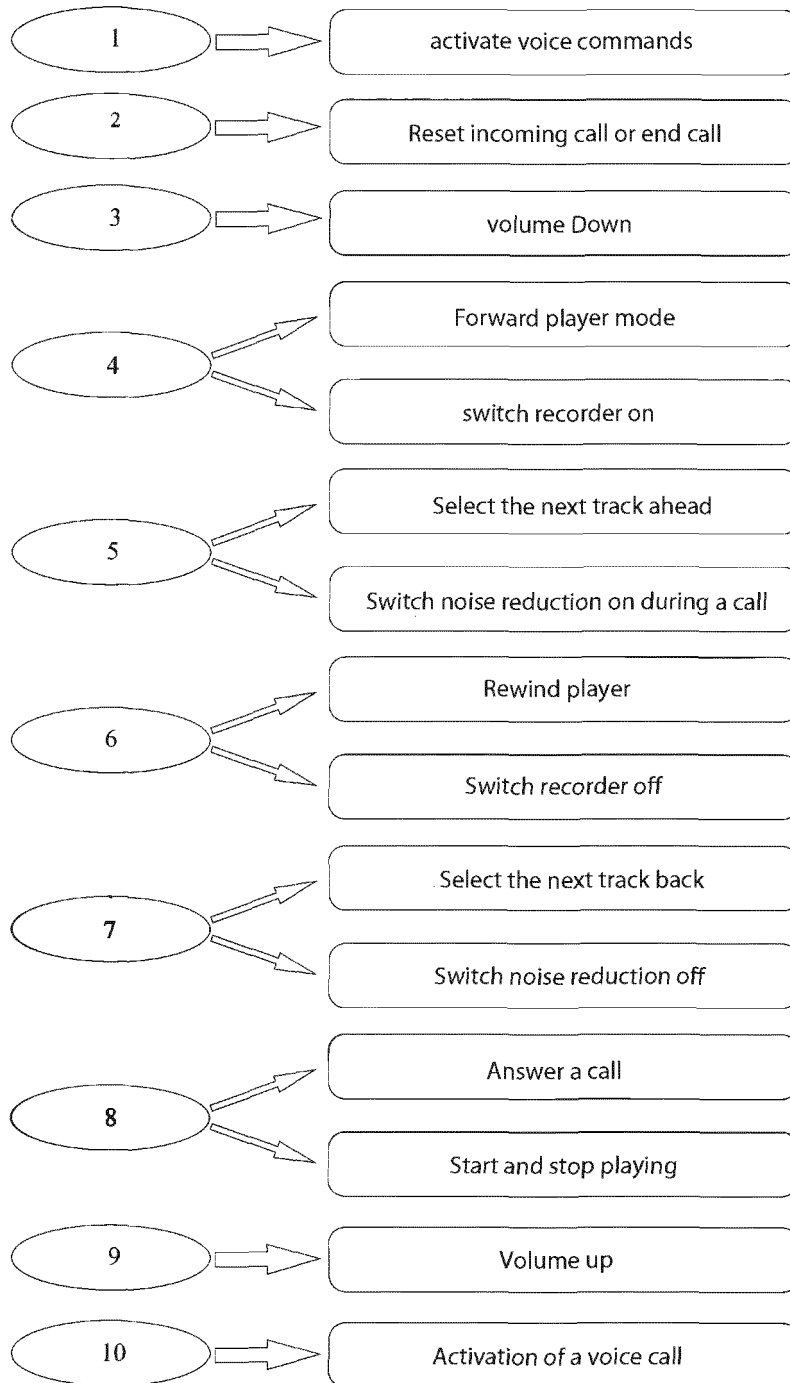 1
activate voice commands
2
Reset incoming call or end call
3
volume Down
4
Forward player mode
switch recorder on
5
Select the next track ahead
Switch noise reduction on during a call
6
Rewind player
Switch recorder off
7
Select the next track back
Switch noise reduction off
8
Answer a call
Start and stop playing
9
Volume up
10
Activation of a voice call